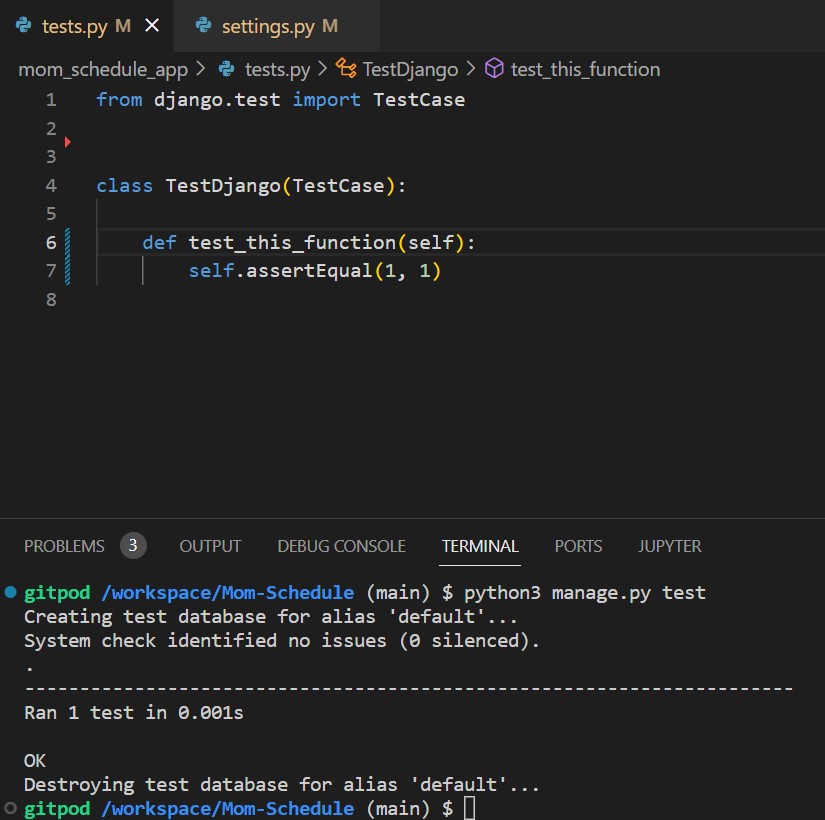 tests.py M
settings.py M
mom_schedule_app > tests.py > TestDjango > test_this_function
1 from django.test import TestCase
2
3
4 class TestDjango(TestCase):
5
6     def test_this_function(self):
7         self.assertEqual(1, 1)
8
PROBLEMS 3 OUTPUT DEBUG CONSOLE TERMINAL PORTS JUPYTER
gitpod /workspace/Mom-Schedule (main) $ python3 manage.py test
Creating test database for alias 'default'...
System check identified no issues (0 silenced).
.
----------------------------------------------------------------------
Ran 1 test in 0.001s
OK
Destroying test database for alias 'default'...
gitpod /workspace/Mom-Schedule (main) $